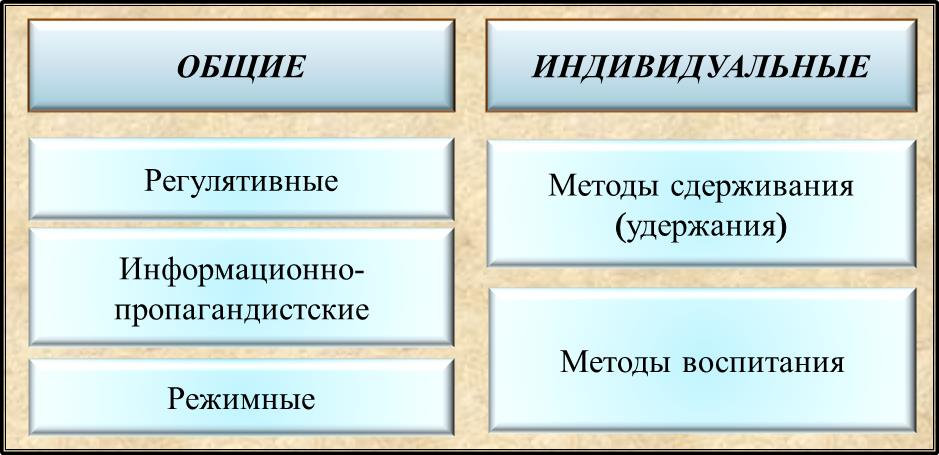 ОБЩИЕ
Регулятивные
Информационно-
пропагандистские
Режимные
ИНДИВИДУАЛЬНЫЕ
Методы сдерживания
(удержания)
Методы воспитания